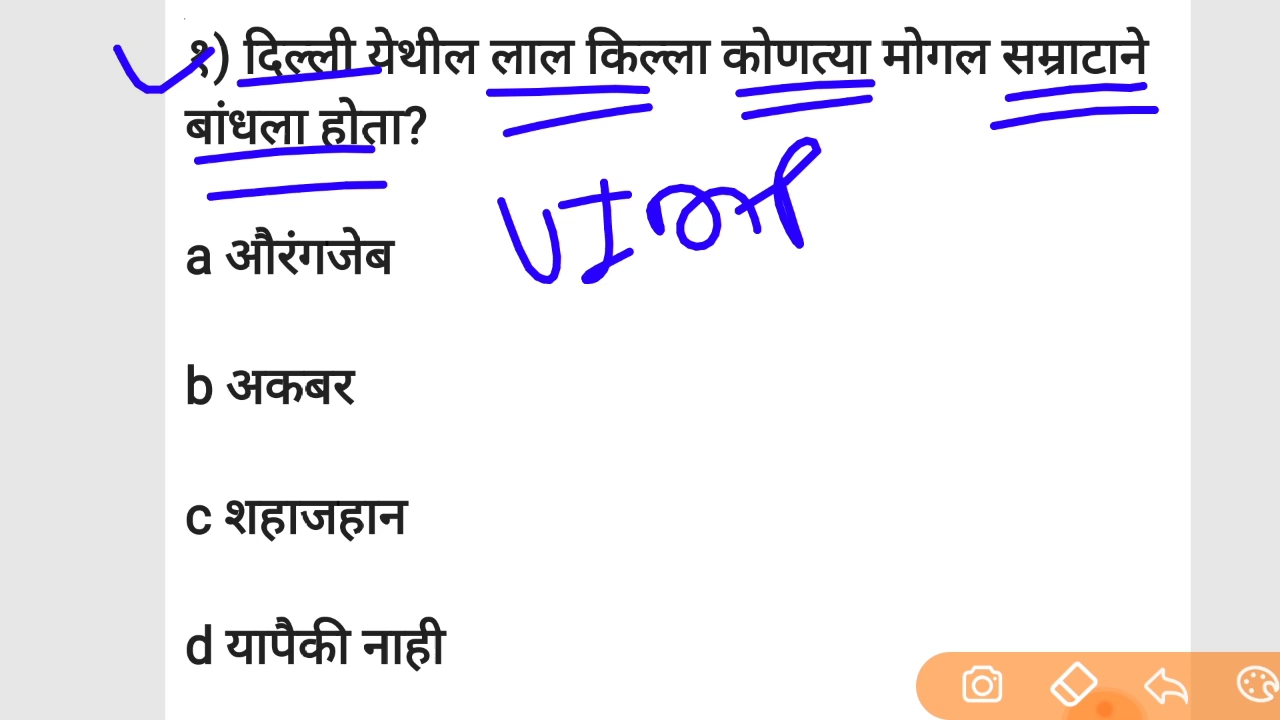 १) दिल्ली येथील लाल किल्ला कोणत्या मोगल सम्राटाने
बांधला होता?
a औरंगजेब
b अकबर
c शहाजहान
d यापैकी नाही